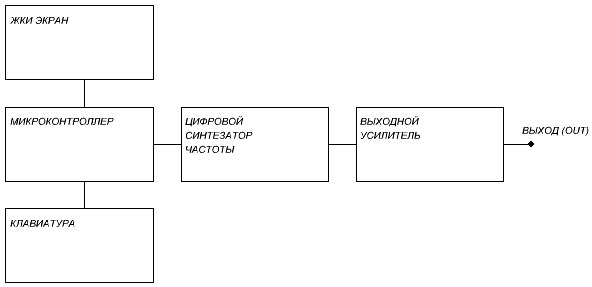 ЖКИ ЭКРАН
МИКРОКОНТРОЛЛЕР
ЦИФРОВОЙ
СИНТЕЗАТОР
ЧАСТОТЫ
ВЫХОДНОЙ
УСИЛИТЕЛЬ
ВЫХОД (OUT)
КЛАВИАТУРА